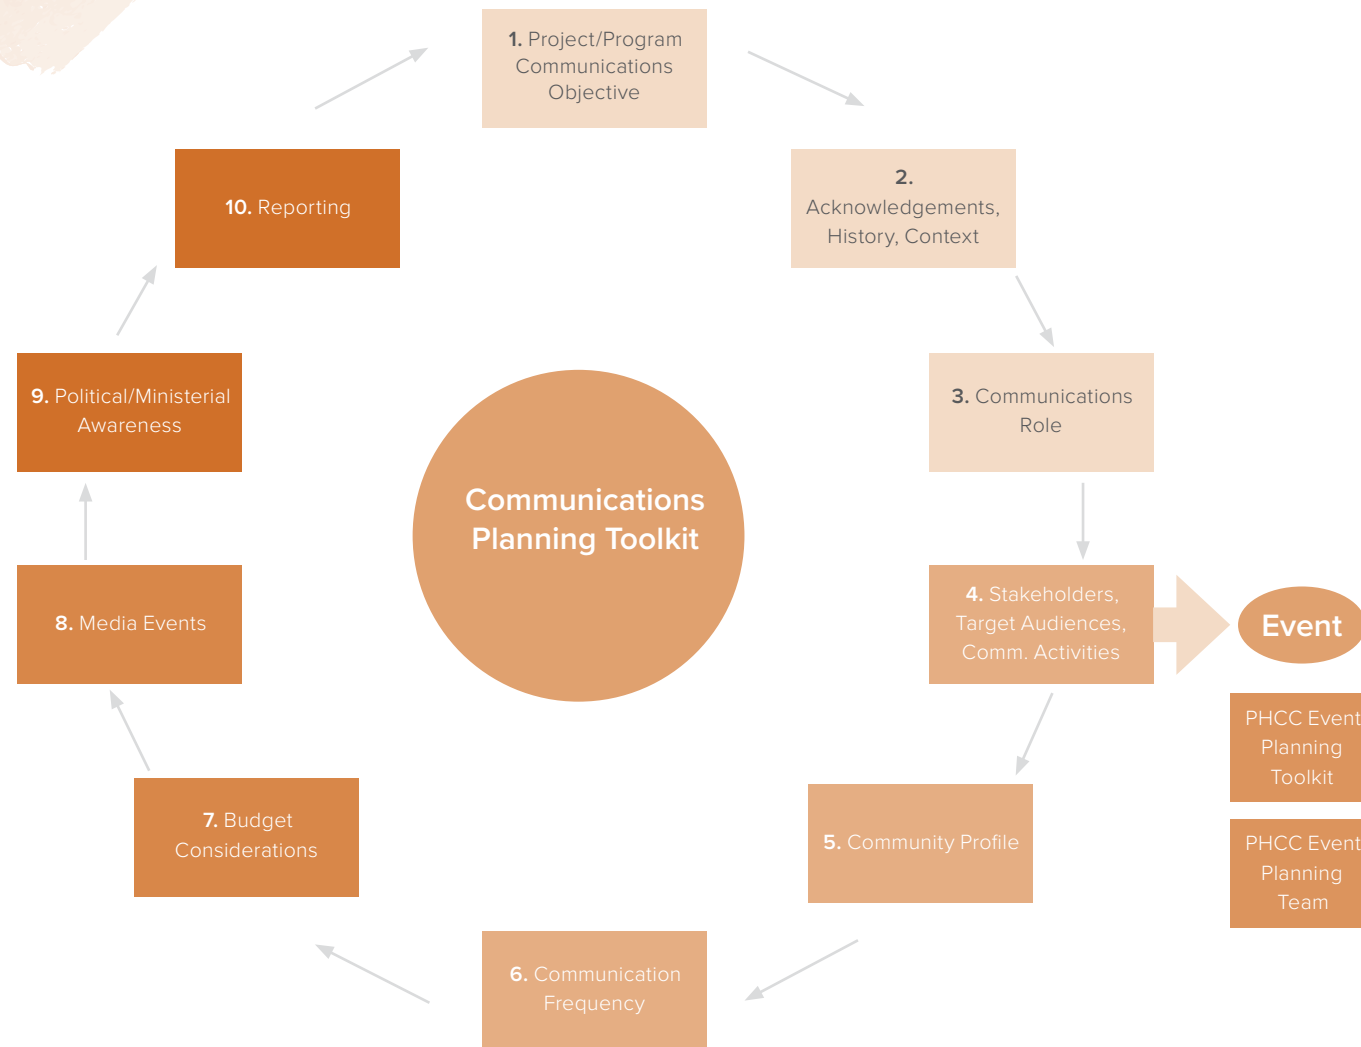 1. Project/Program
Communications
Objective
2.
Acknowledgements,
History, Context
3. Communications
Role
4. Stakeholders,
Target Audiences,
Comm. Activities
Event
PHCC Event
Planning
Toolkit
PHCC Event
Planning
Team
5. Community Profile
6. Communication
Frequency
7. Budget
Considerations
8. Media Events
9. Political/Ministerial
Awareness
10. Reporting
Communications
Planning Toolkit